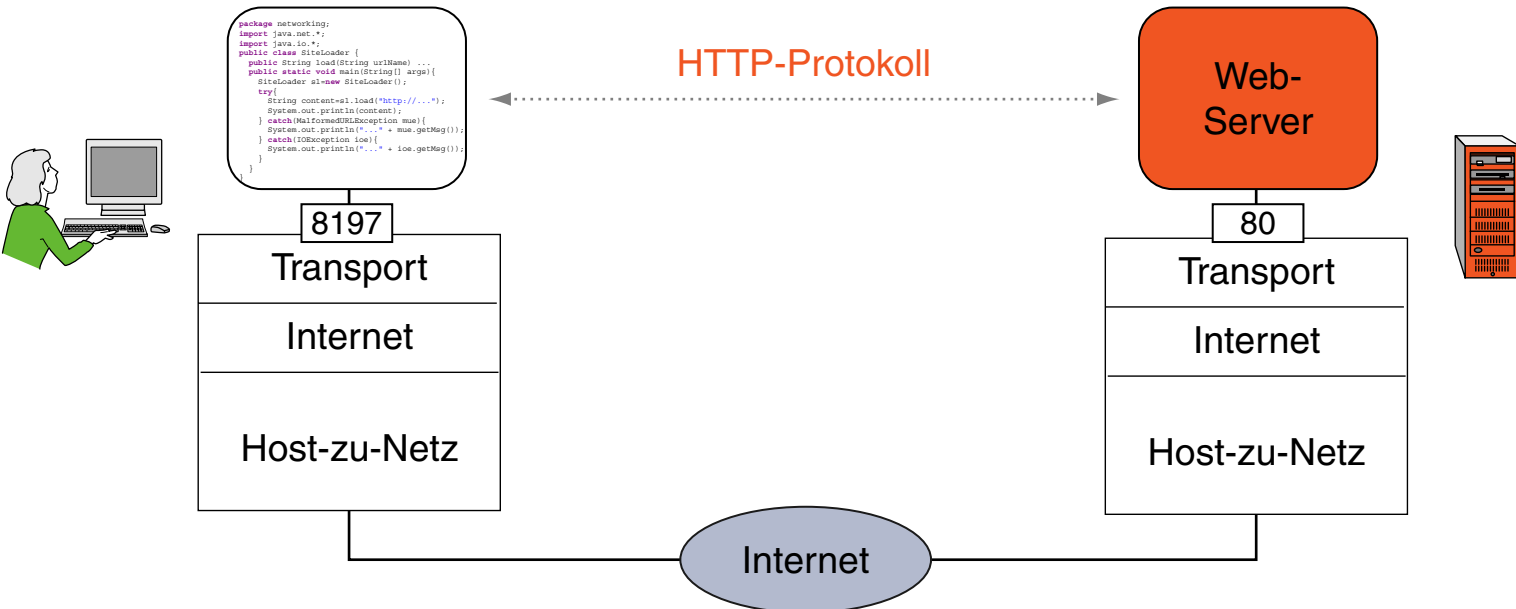 package networking;
import java.net.*;
import java.io.*;
public class SiteLoader {
public String load(String urlName) ...
public static void main(String[] args){
SiteLoader sl=new SiteLoader();
try{
String content=sl.load("http://...");
System.out.println(content);
} catch(MalformedURLException mue){
System.out.println("..." + mue.getMsg());
} catch(IOException ioe){
System.out.println("..." + ioe.getMsg());
}
}
}
HTTP-Protokoll
Web-
Server
8197
Transport
Internet
Host-zu-Netz
80
Transport
Internet
Host-zu-Netz
Internet